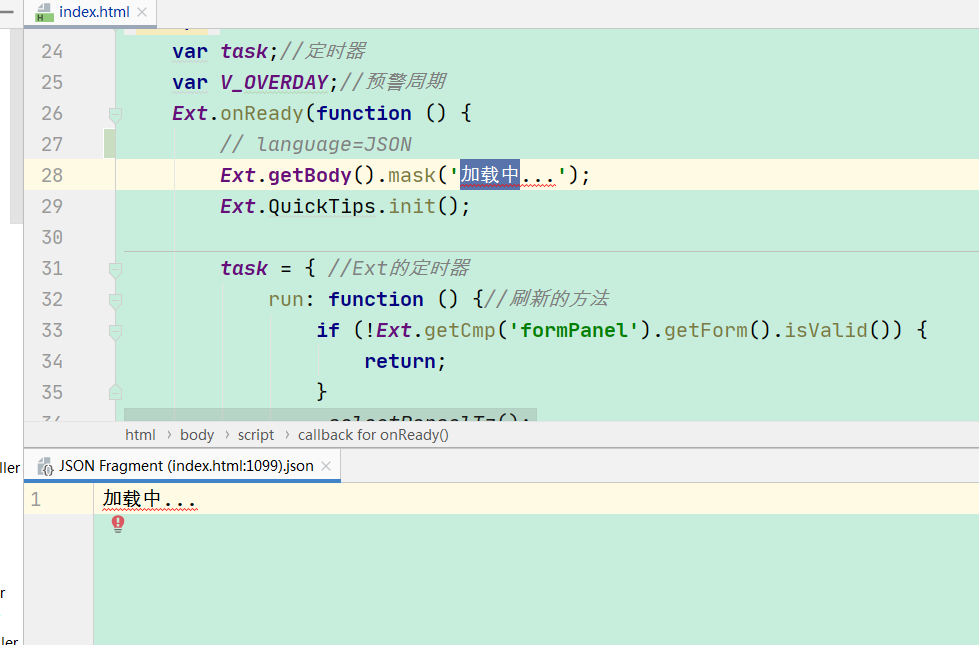 index.html
24 var task;//定时器
25 var V_OVERDAY;//预警周期
26 Ext.onReady(function () {
27 // language=JSON
28 Ext.getBody().mask('加载中...');
29 Ext.QuickTips.init();
30
31 task = { //Ext的定时器
32 run: function () {//刷新的方法
33 if (!Ext.getCmp('formPanel').getForm().isValid()) {
34 return;
35 }
html › body › script › callback for onReady()
ller
JSON Fragment (index.html:1099).json
1 加载中...
r
ller